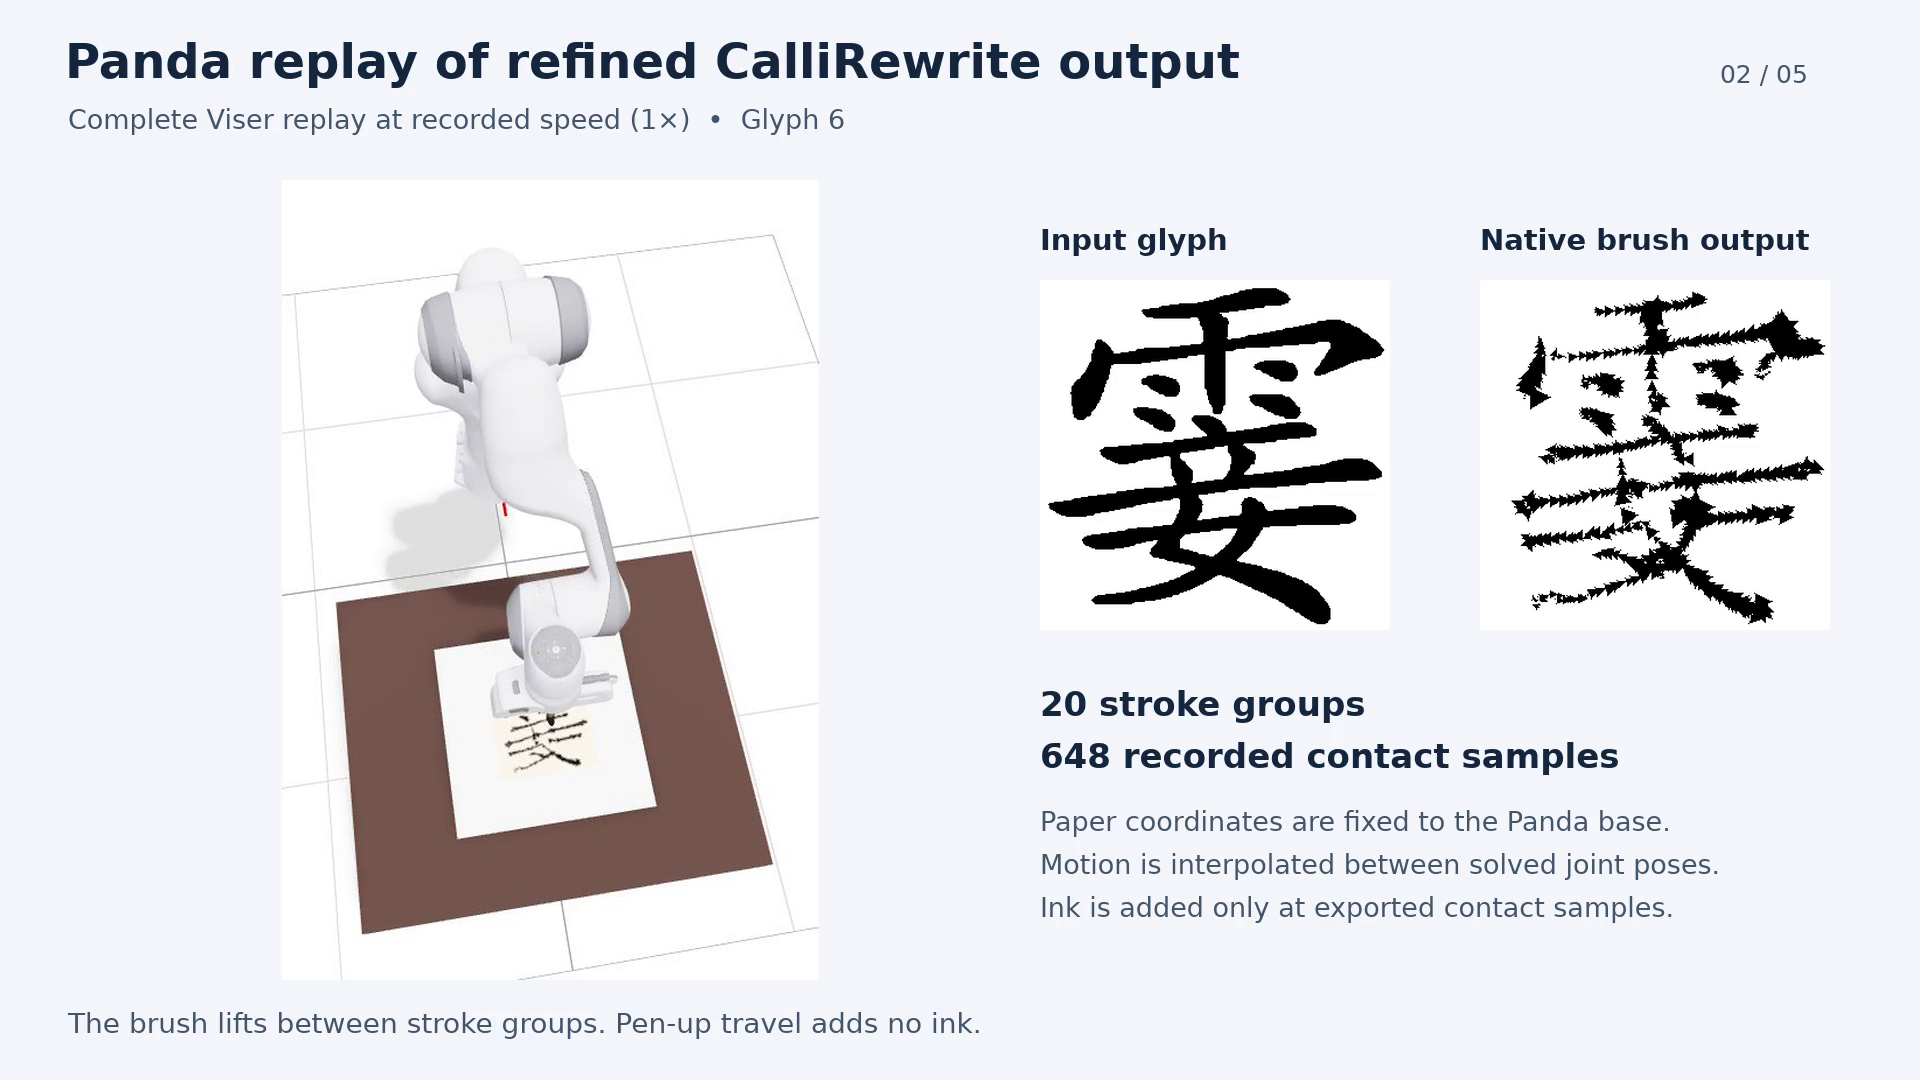 Panda replay of refined CalliRewrite output
02 / 05
Complete Viser replay at recorded speed (1×) • Glyph 6
Input glyph
Native brush output
霎
20 stroke groups
648 recorded contact samples
Paper coordinates are fixed to the Panda base.
Motion is interpolated between solved joint poses.
Ink is added only at exported contact samples.
The brush lifts between stroke groups. Pen-up travel adds no ink.